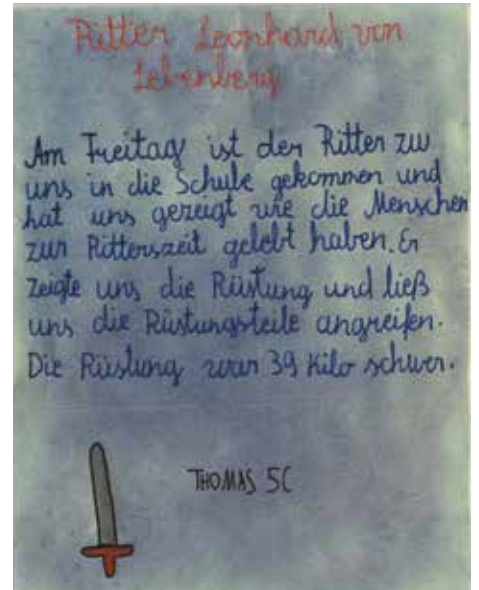 Ritter Leonhard von
Lebenberg
Am Freitag ist der Ritter zu
uns in die Schule gekommen und
hat uns gezeigt wie die Menschen
zur Ritterszeit gelebt haben. Er
zeigte uns die Rüstung und ließ
uns die Rüstungsteile angreifen.
Die Rüstung war 39 Kilo schwer.
THOMAS 5C